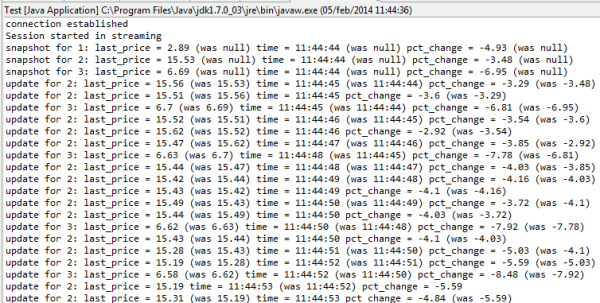 Test [Java Application] C:\Program Files\Java\jdk1.7.0_03\jre\bin\javaw.exe (05/feb/2014 11:44:36)
connection established
Session started in streaming
snapshot for 1: last_price = 2.89 (was null) time = 11:44:44 (was null) pct_change = -4.93 (was null)
snapshot for 2: last_price = 15.53 (was null) time = 11:44:44 (was null) pct_change = -3.48 (was null)
snapshot for 3: last_price = 6.69 (was null) time = 11:44:44 (was null) pct_change = -6.95 (was null)
update for 2: last_price = 15.56 (was 15.53) time = 11:44:45 (was 11:44:44) pct_change = -3.29 (was -3.48)
update for 2: last_price = 15.51 (was 15.56) time = 11:44:45 pct_change = -3.6 (was -3.29)
update for 3: last_price = 6.7 (was 6.69) time = 11:44:45 (was 11:44:44) pct_change = -6.81 (was -6.95)
update for 2: last_price = 15.52 (was 15.51) time = 11:44:46 (was 11:44:45) pct_change = -3.54 (was -3.6)
update for 2: last_price = 15.62 (was 15.52) time = 11:44:46 pct_change = -2.92 (was -3.54)
update for 2: last_price = 15.47 (was 15.62) time = 11:44:47 (was 11:44:46) pct_change = -3.85 (was -2.92)
update for 3: last_price = 6.63 (was 6.7) time = 11:44:48 (was 11:44:45) pct_change = -7.78 (was -6.81)
update for 2: last_price = 15.44 (was 15.47) time = 11:44:48 (was 11:44:47) pct_change = -4.03 (was -3.85)
update for 2: last_price = 15.42 (was 15.44) time = 11:44:49 (was 11:44:48) pct_change = -4.16 (was -4.03)
update for 2: last_price = 15.43 (was 15.42) time = 11:44:49 pct_change = -4.1 (was -4.16)
update for 2: last_price = 15.49 (was 15.43) time = 11:44:50 (was 11:44:49) pct_change = -3.72 (was -4.1)
update for 2: last_price = 15.44 (was 15.49) time = 11:44:50 pct_change = -4.03 (was -3.72)
update for 3: last_price = 6.62 (was 6.63) time = 11:44:50 (was 11:44:48) pct_change = -7.92 (was -7.78)
update for 2: last_price = 15.43 (was 15.44) time = 11:44:50 pct_change = -4.1 (was -4.03)
update for 2: last_price = 15.28 (was 15.43) time = 11:44:51 (was 11:44:50) pct_change = -5.03 (was -4.1)
update for 2: last_price = 15.19 (was 15.28) time = 11:44:52 (was 11:44:51) pct_change = -5.59 (was -5.03)
update for 3: last_price = 6.58 (was 6.62) time = 11:44:52 (was 11:44:50) pct_change = -8.48 (was -7.92)
update for 2: last_price = 15.19 time = 11:44:53 (was 11:44:52) pct_change = -5.59
update for 2: last_price = 15.31 (was 15.19) time = 11:44:53 pct_change = -4.84 (was -5.59)